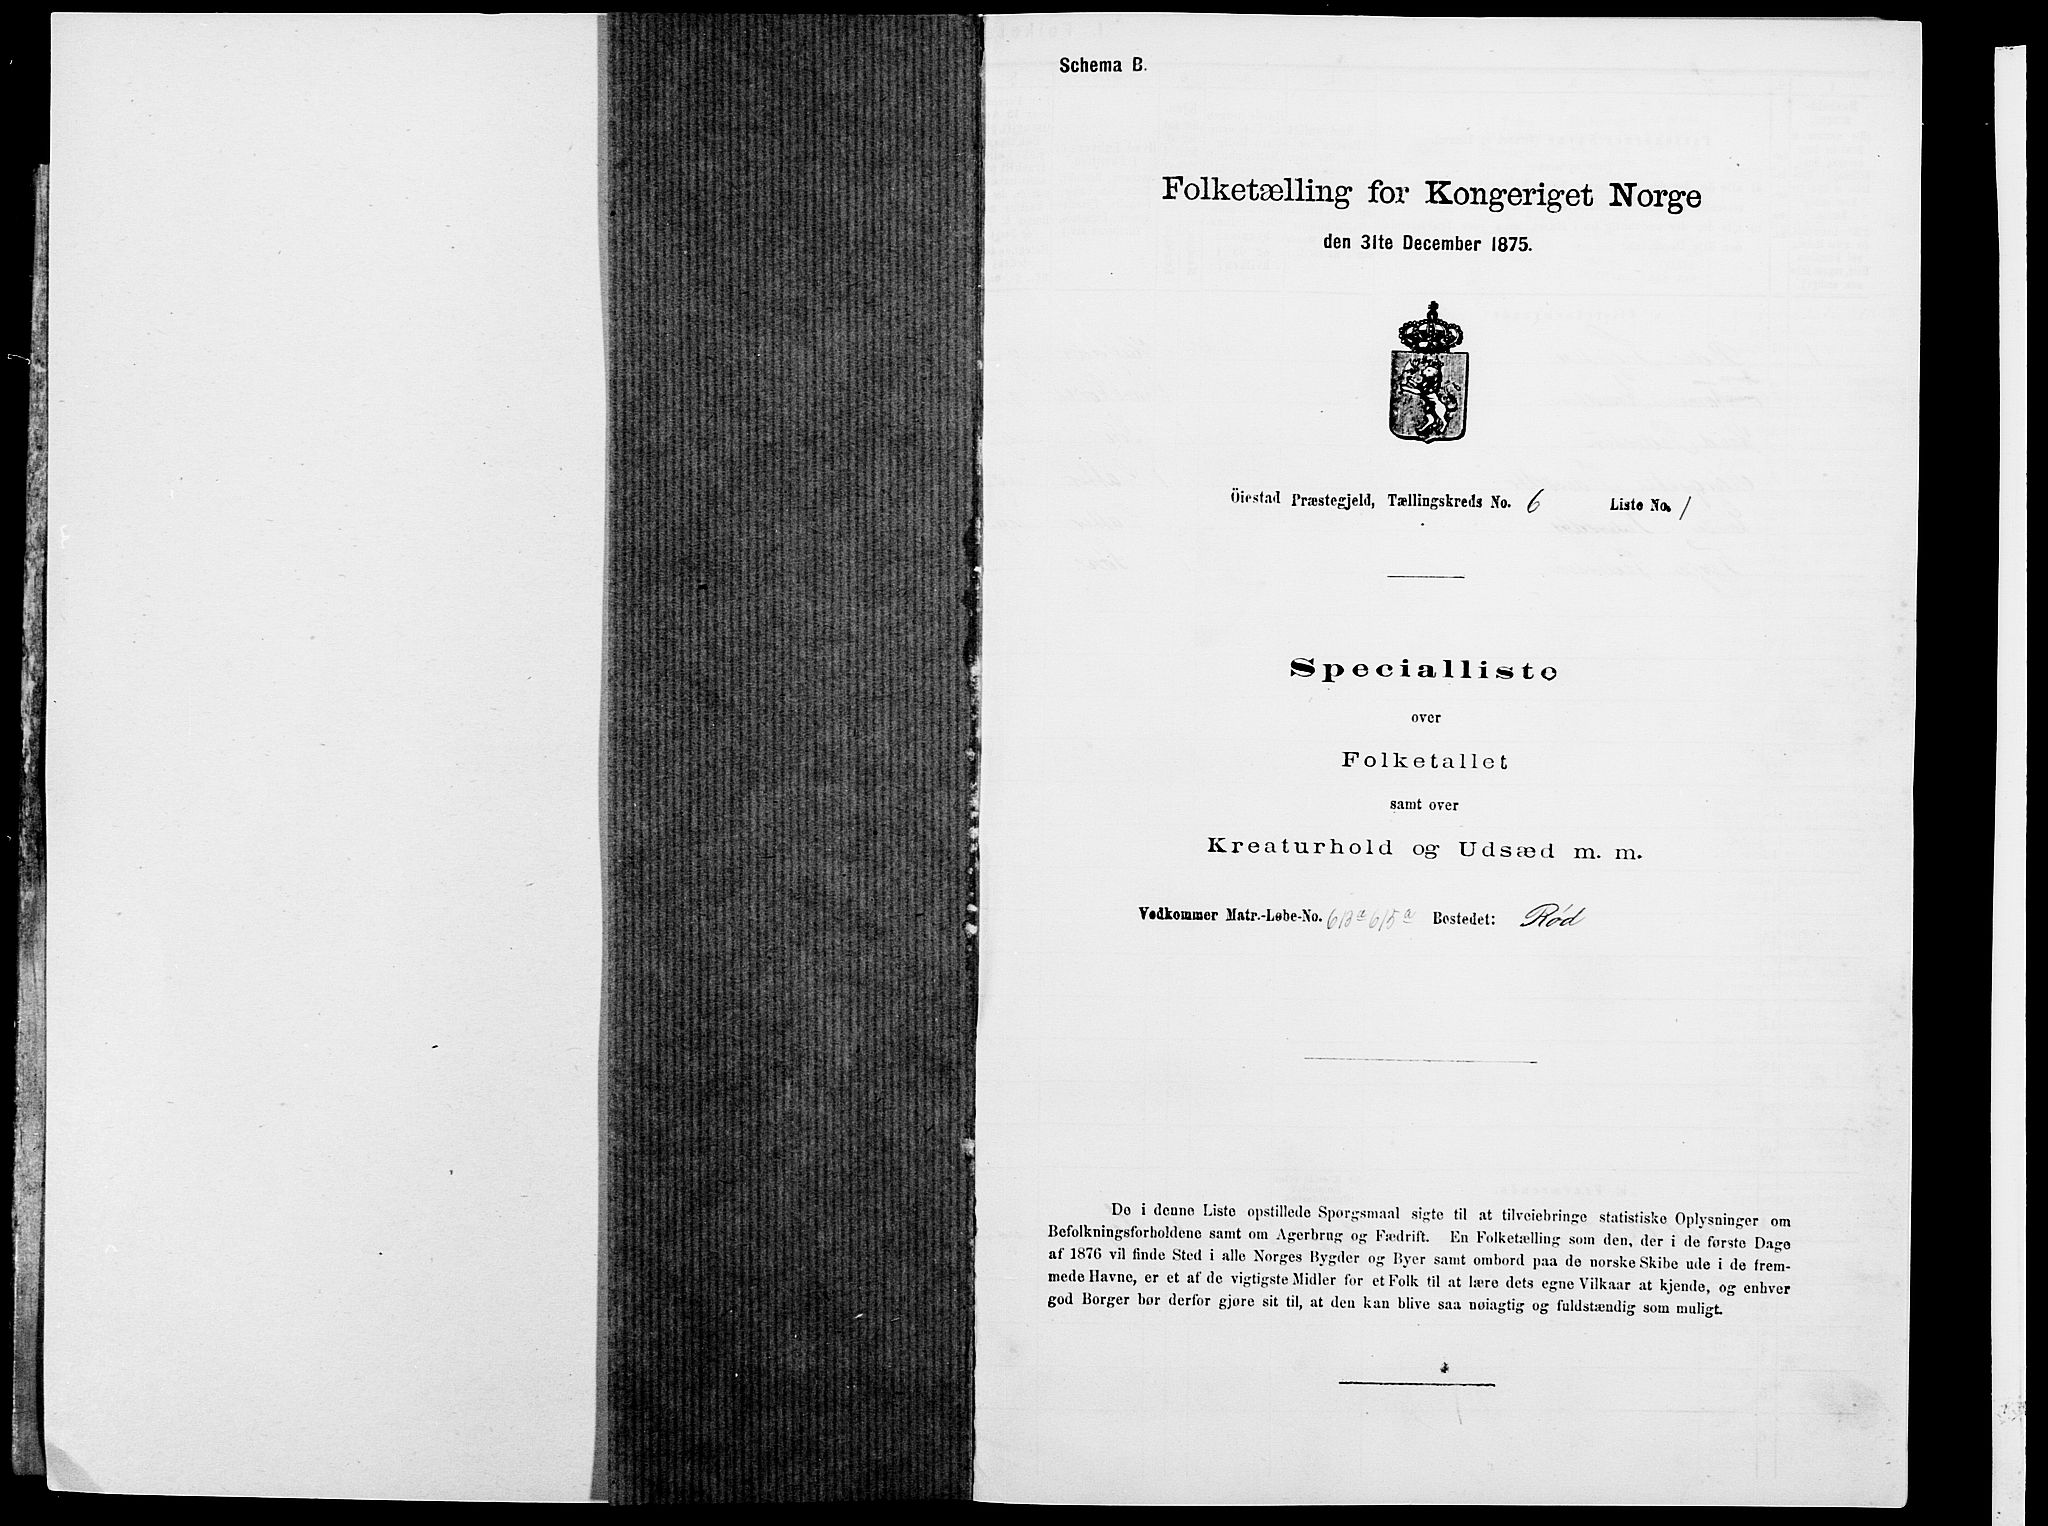 Schema B.
Folketælling for Kongeriget Norge
den 31te December 1875.
Öiestad Præstegjeld, Tællingskreds No. 6 Liste No. 1
Specialliste
over
Folketallet
samt over
Kreaturhold og Udsæd m. m.
Vedkommer Matr.-Løbe-No. 613a 615a Bostedet: Rød
De i denne Liste opstillede Spørgsmaal sigte til at tilveiebringe statistiske Oplysninger om
Befolkningsforholdene samt om Agerbrug og Fædrift. En Folketælling som den, der i de første Dage
af 1876 vil finde Sted i alle Norges Bygder og Byer samt ombord paa de norske Skibe ude i de frem-
mede Havne, er et af de vigtigste Midler for et Folk til at lære dets egne Vilkaar at kjende, og enhver
god Borger bør derfor gjøre sit til, at den kan blive saa nøiagtig og fuldstændig som muligt.